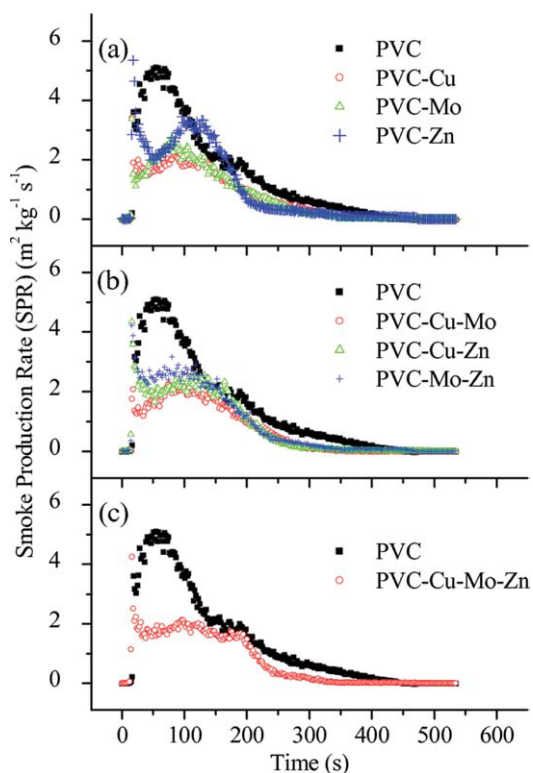 Smoke Production Rate (SPR) (m² kg⁻¹ s⁻¹)
(a)
PVC
PVC-Cu
PVC-Mo
PVC-Zn
6
4
2
0
(b)
PVC
PVC-Cu-Mo
PVC-Cu-Zn
PVC-Mo-Zn
6
4
2
0
(c)
PVC
PVC-Cu-Mo-Zn
6
4
2
0
0 100 200 300 400 500 600
Time (s)